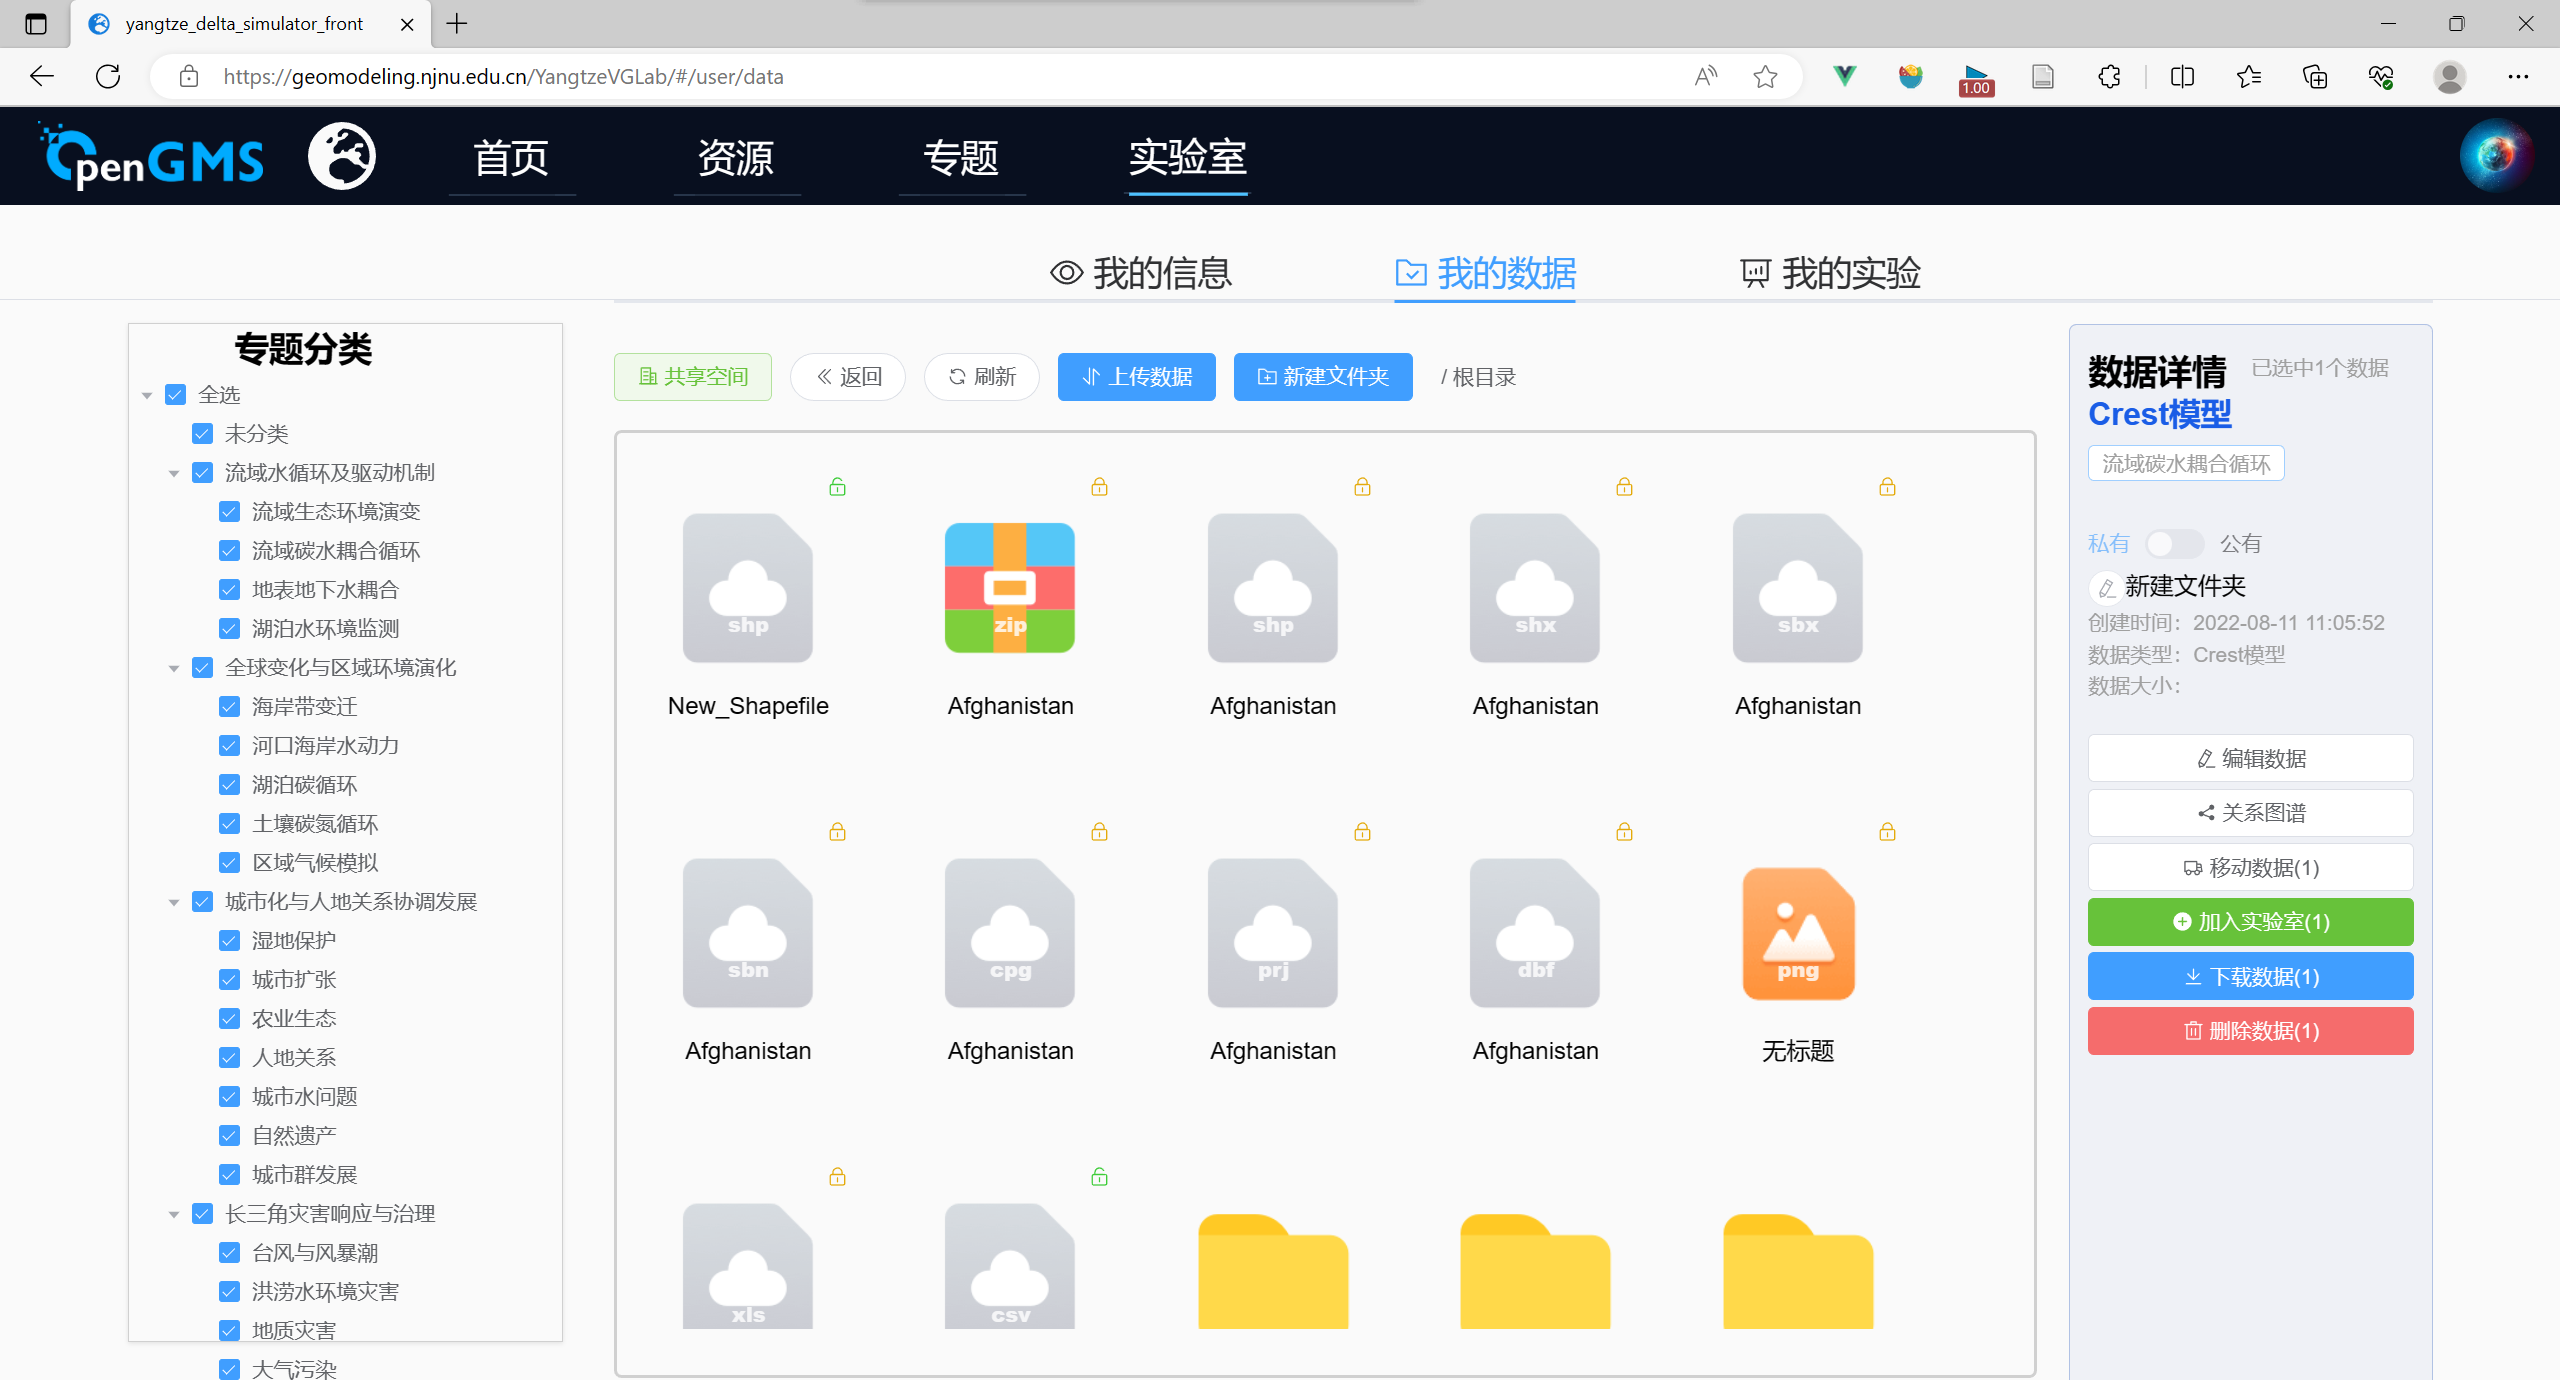 yangtze_delta_simulator_front
https://geomodeling.njnu.edu.cn/YangtzeVGLab/#/user/data
1.00
OpenGMS
首页
资源
专题
实验室
我的信息
我的数据
我的实验
专题分类
全选
未分类
流域水循环及驱动机制
流域生态环境演变
流域碳水耦合循环
地表地下水耦合
湖泊水环境监测
全球变化与区域环境演化
海岸带变迁
河口海岸水动力
湖泊碳循环
土壤碳氮循环
区域气候模拟
城市化与人地关系协调发展
湿地保护
城市扩张
农业生态
人地关系
城市水问题
自然遗产
城市群发展
长三角灾害响应与治理
台风与风暴潮
洪涝水环境灾害
地质灾害
大气污染
共享空间
返回
刷新
上传数据
新建文件夹
/ 根目录
shp
zip
shp
shx
sbx
New_Shapefile
Afghanistan
Afghanistan
Afghanistan
Afghanistan
sbn
cpg
prj
dbf
png
Afghanistan
Afghanistan
Afghanistan
Afghanistan
无标题
xls
csv
数据详情 已选中1个数据
Crest模型
流域碳水耦合循环
私有 公有
新建文件夹
创建时间：2022-08-11 11:05:52
数据类型：Crest模型
数据大小：
编辑数据
关系图谱
移动数据(1)
加入实验室(1)
下载数据(1)
删除数据(1)